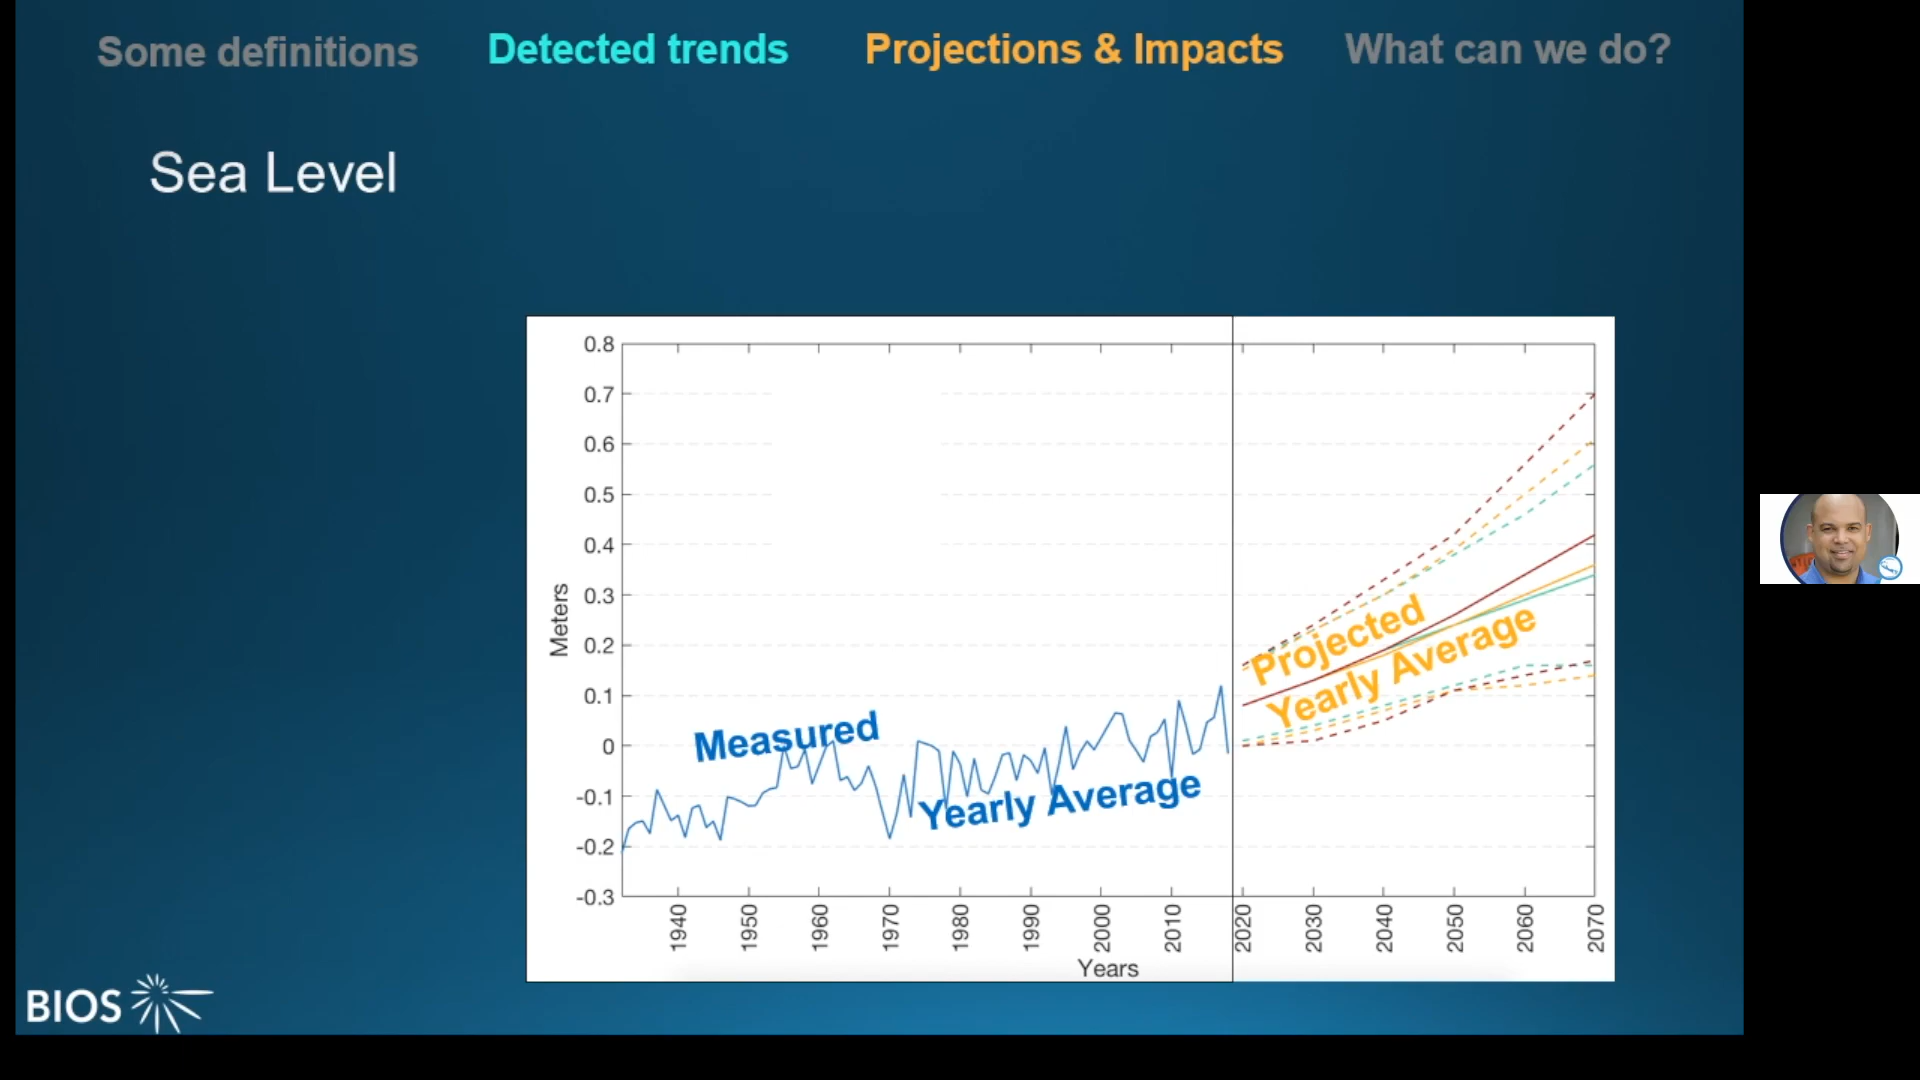 Some definitions
Detected trends
Projections & Impacts
What can we do?
Sea Level
0.8
0.7
0.6
0.5
0.4
0.3
0.2
0.1
0
-0.1
-0.2
-0.3
Meters
Measured
Yearly Average
Projected
Yearly Average
1940
1950
1960
1970
1980
1990
2000
2010
2020
2030
2040
2050
2060
2070
Years
BIOS